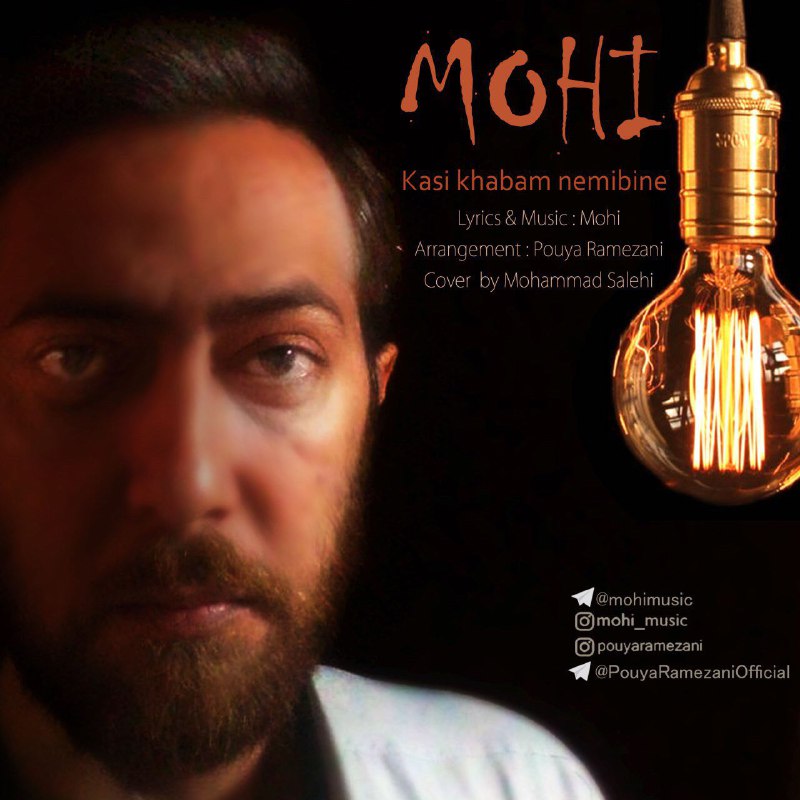 MOHI
Kasi khabam nemibine
Lyrics & Music : Mohi
Arrangement : Pouya Ramezani
Cover by Mohammad Salehi
@mohimusic
mohi_music
pouyaramezani
@PouyaRamezaniOfficial